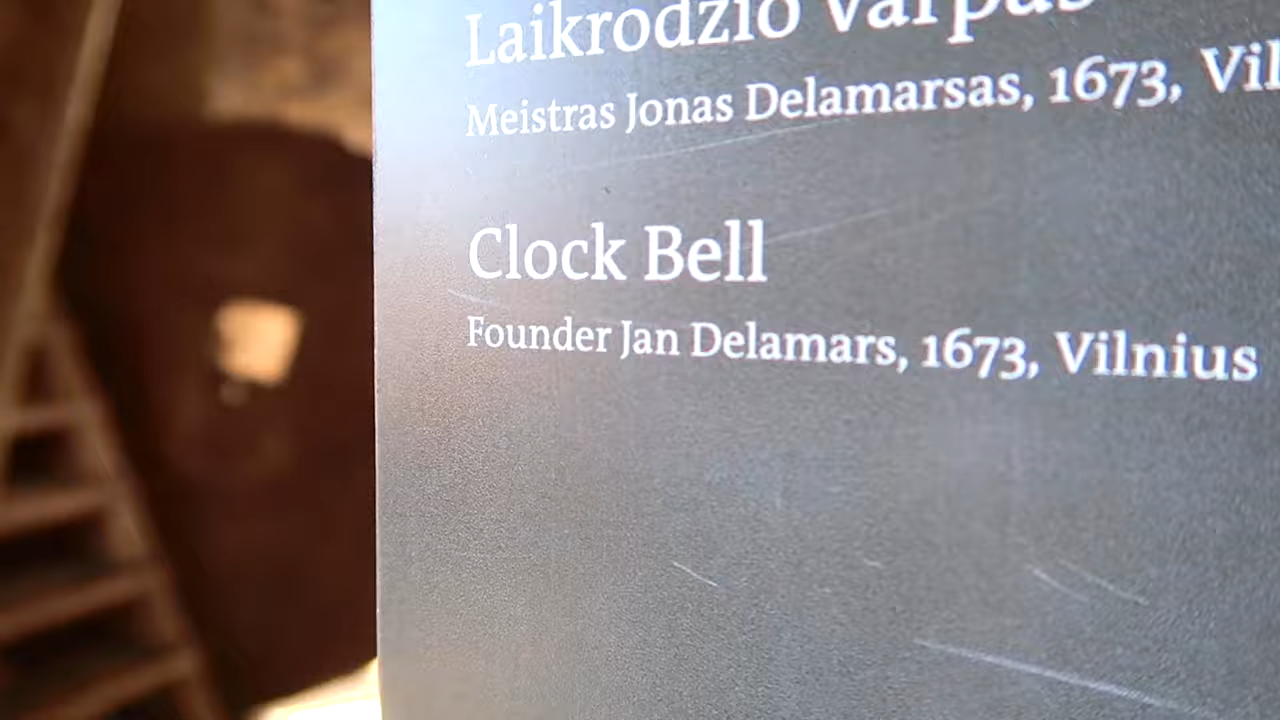 Laikrodžio varpas
Meistras Jonas Delamarsas, 1673, Vil
Clock Bell
Founder Jan Delamars, 1673, Vilnius